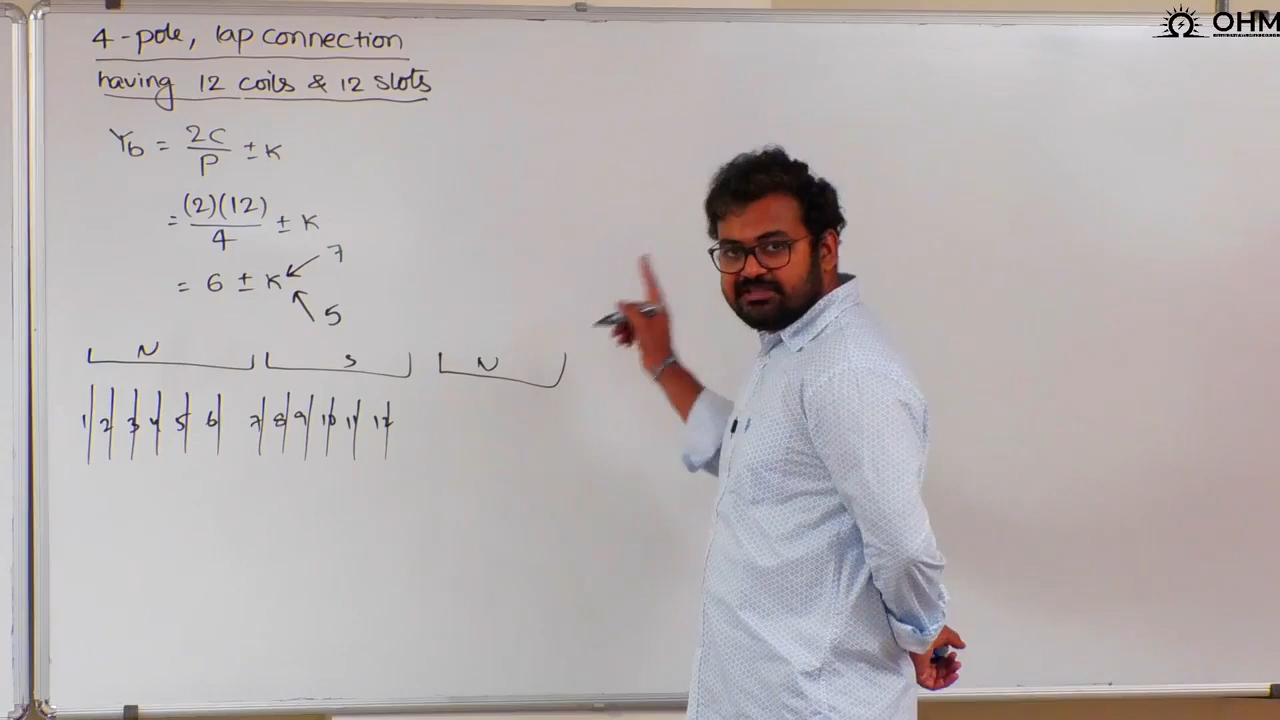 4-pole, lap connection
having 12 coils & 12 slots
Yb = 2C/P ± K
= (2)(12)/4 ± K
= 6 ± K 7
5
N S N
1 2 3 4 5 6 7 8 9 10 11 12
OHM